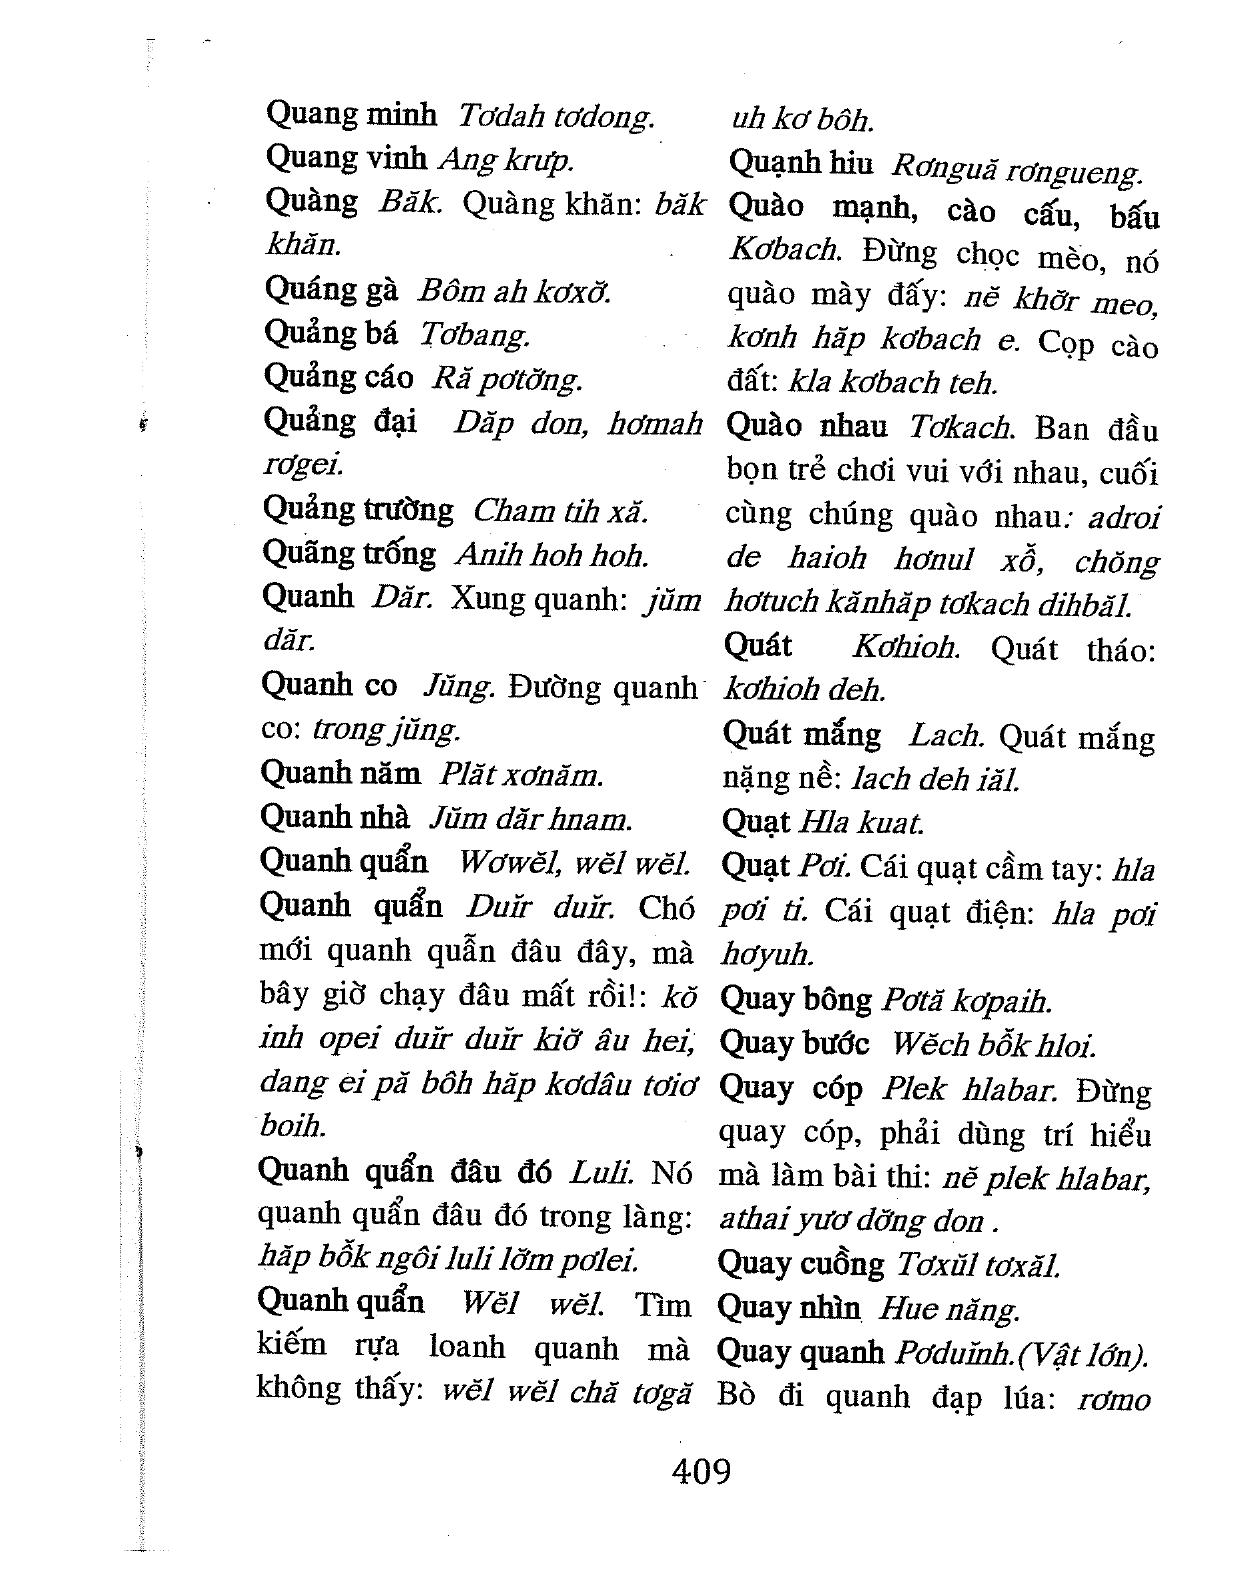 Quang minh Tơdah tơdong.
Quang vinh Ang krưp.
Quàng Băk. Quàng khăn: băk
khăn.
Quáng gà Bôm ah kơxơ̆.
Quảng bá Tơbang.
Quảng cáo Ră pơtơ̆ng.
Quảng đại Dăp don, hơmah
rơgei.
Quảng trường Cham tih xă.
Quãng trống Anih hoh hoh.
Quanh Dăr. Xung quanh: jŭm
dăr.
Quanh co Jŭng. Đường quanh
co: trong jŭng.
Quanh năm Plăt xơnăm.
Quanh nhà Jŭm dăr hnam.
Quanh quẩn Wơwĕl, wĕl wĕl.
Quanh quẩn Duĭr duĭr. Chó
mới quanh quẫn đâu đây, mà
bây giờ chạy đâu mất rồi!: kŏ
inh opei duĭr duĭr kiơ̆ âu hei,
dang ei pă bôh hăp kơdâu tơiơ
boih.
Quanh quẩn đâu đó Luli. Nó
quanh quẩn đâu đó trong làng:
hăp bô̆k ngôi luli lơ̆m pơlei.
Quanh quẩn Wĕl wĕl. Tìm
kiếm rựa loanh quanh mà
không thấy: wĕl wĕl chă tơgă
uh kơ bôh.
Quạnh hiu Rơnguă rơngueng.
Quào mạnh, cào cấu, bấu
Kơbach. Đừng chọc mèo, nó
quào mày đấy: nĕ khơ̆r meo,
kơnh hăp kơbach e. Cọp cào
đất: kla kơbach teh.
Quào nhau Tơkach. Ban đầu
bọn trẻ chơi vui với nhau, cuối
cùng chúng quào nhau: adroi
de haioh hơnul xô̆, chŏng
hơtuch kănhăp tơkach dihbăl.
Quát Kơhioh. Quát tháo:
kơhioh deh.
Quát mắng Lach. Quát mắng
nặng nề: lach deh iăl.
Quạt Hla kuat.
Quạt Pơi. Cái quạt cầm tay: hla
pơi ti. Cái quạt điện: hla pơi
hơyuh.
Quay bông Pơtă kơpaih.
Quay bước Wĕch bô̆k hloi.
Quay cóp Plek hlabar. Đừng
quay cóp, phải dùng trí hiểu
mà làm bài thi: nĕ plek hlabar,
athai yươ dơ̆ng don .
Quay cuồng Tơxŭl tơxăl.
Quay nhìn Hue năng.
Quay quanh Pơduĭnh.(Vật lớn).
Bò đi quanh đạp lúa: rơmo
409